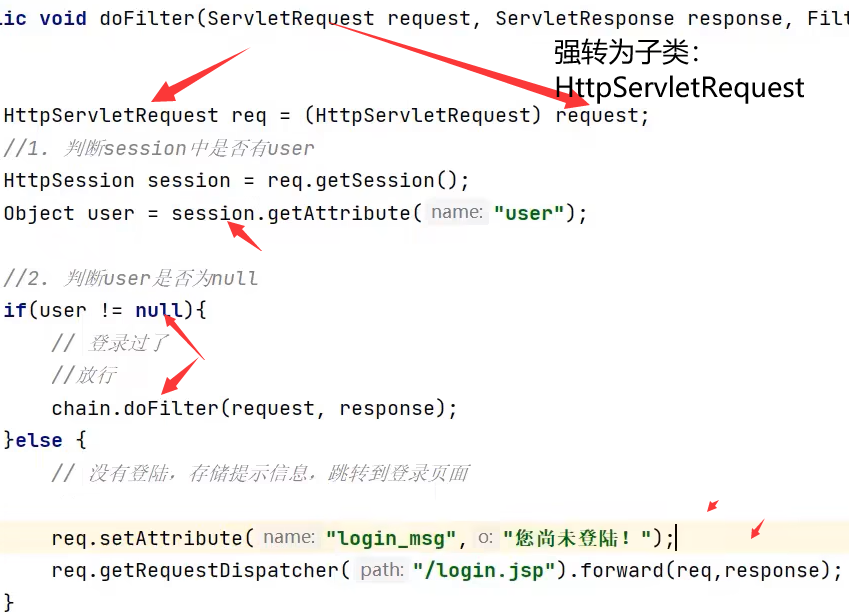 lic void doFilter(ServletRequest request, ServletResponse response, Filt
强转为子类：
HttpServletRequest
HttpServletRequest req = (HttpServletRequest) request;
//1. 判断session中是否有user
HttpSession session = req.getSession();
Object user = session.getAttribute( name: "user");
//2. 判断user是否为null
if(user != null){
// 登录过了
//放行
chain.doFilter(request, response);
}else {
// 没有登陆，存储提示信息，跳转到登录页面
req.setAttribute( name: "login_msg", o: "您尚未登陆！");
req.getRequestDispatcher( path: "/login.jsp").forward(req,response);
}